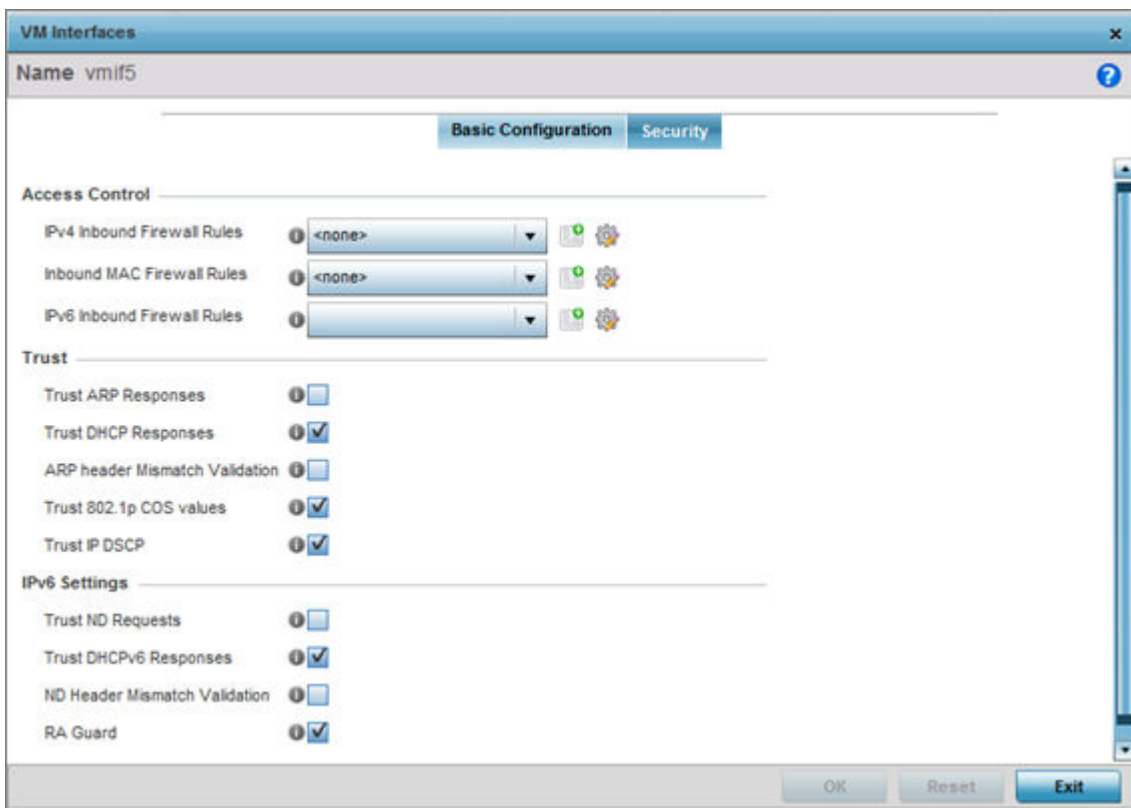 VM Interfaces
Name vmif5
Basic Configuration Security
Access Control
IPv4 Inbound Firewall Rules <none>
Inbound MAC Firewall Rules <none>
IPv6 Inbound Firewall Rules
Trust
Trust ARP Responses
Trust DHCP Responses
ARP header Mismatch Validation
Trust 802.1p COS values
Trust IP DSCP
IPv6 Settings
Trust ND Requests
Trust DHCPv6 Responses
ND Header Mismatch Validation
RA Guard
OK Reset Exit